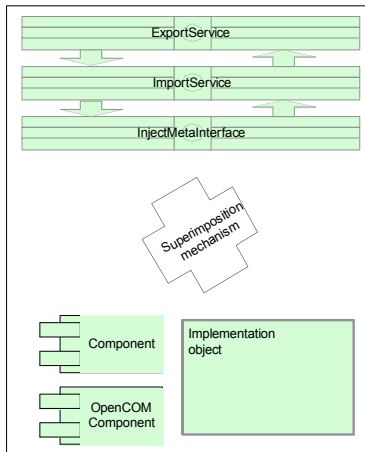 ExportService
ImportService
InjectMetaInterface
Superimposition
mechanism
Component
Implementation
object
OpenCOM
Component